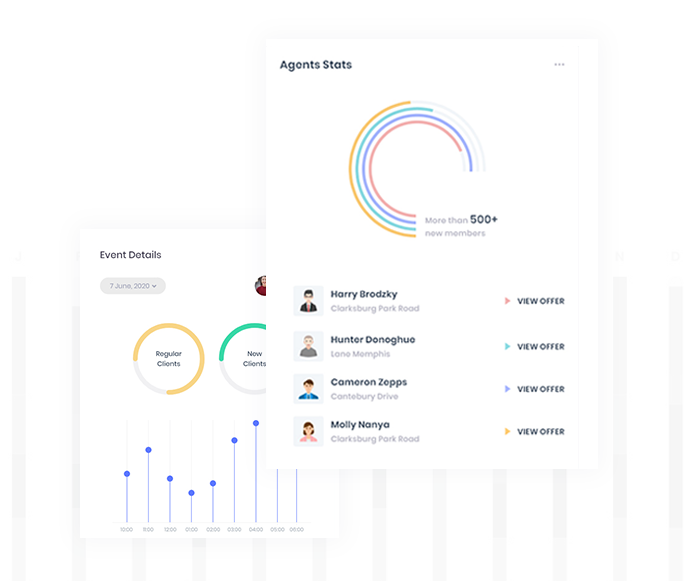 Agents Stats
More than 500+
new members
Harry Brodzky
Clarksburg Park Road
VIEW OFFER
Hunter Donoghue
Lane Memphis
VIEW OFFER
Cameron Zepps
Cantebury Drive
VIEW OFFER
Molly Nanya
Clarksburg Park Road
VIEW OFFER
Event Details
7 June, 2020
Regular
Clients
New
Clients
10:00 11:00 12:00 01:00 02:00 03:00 04:00 05:00 06:00
J N D